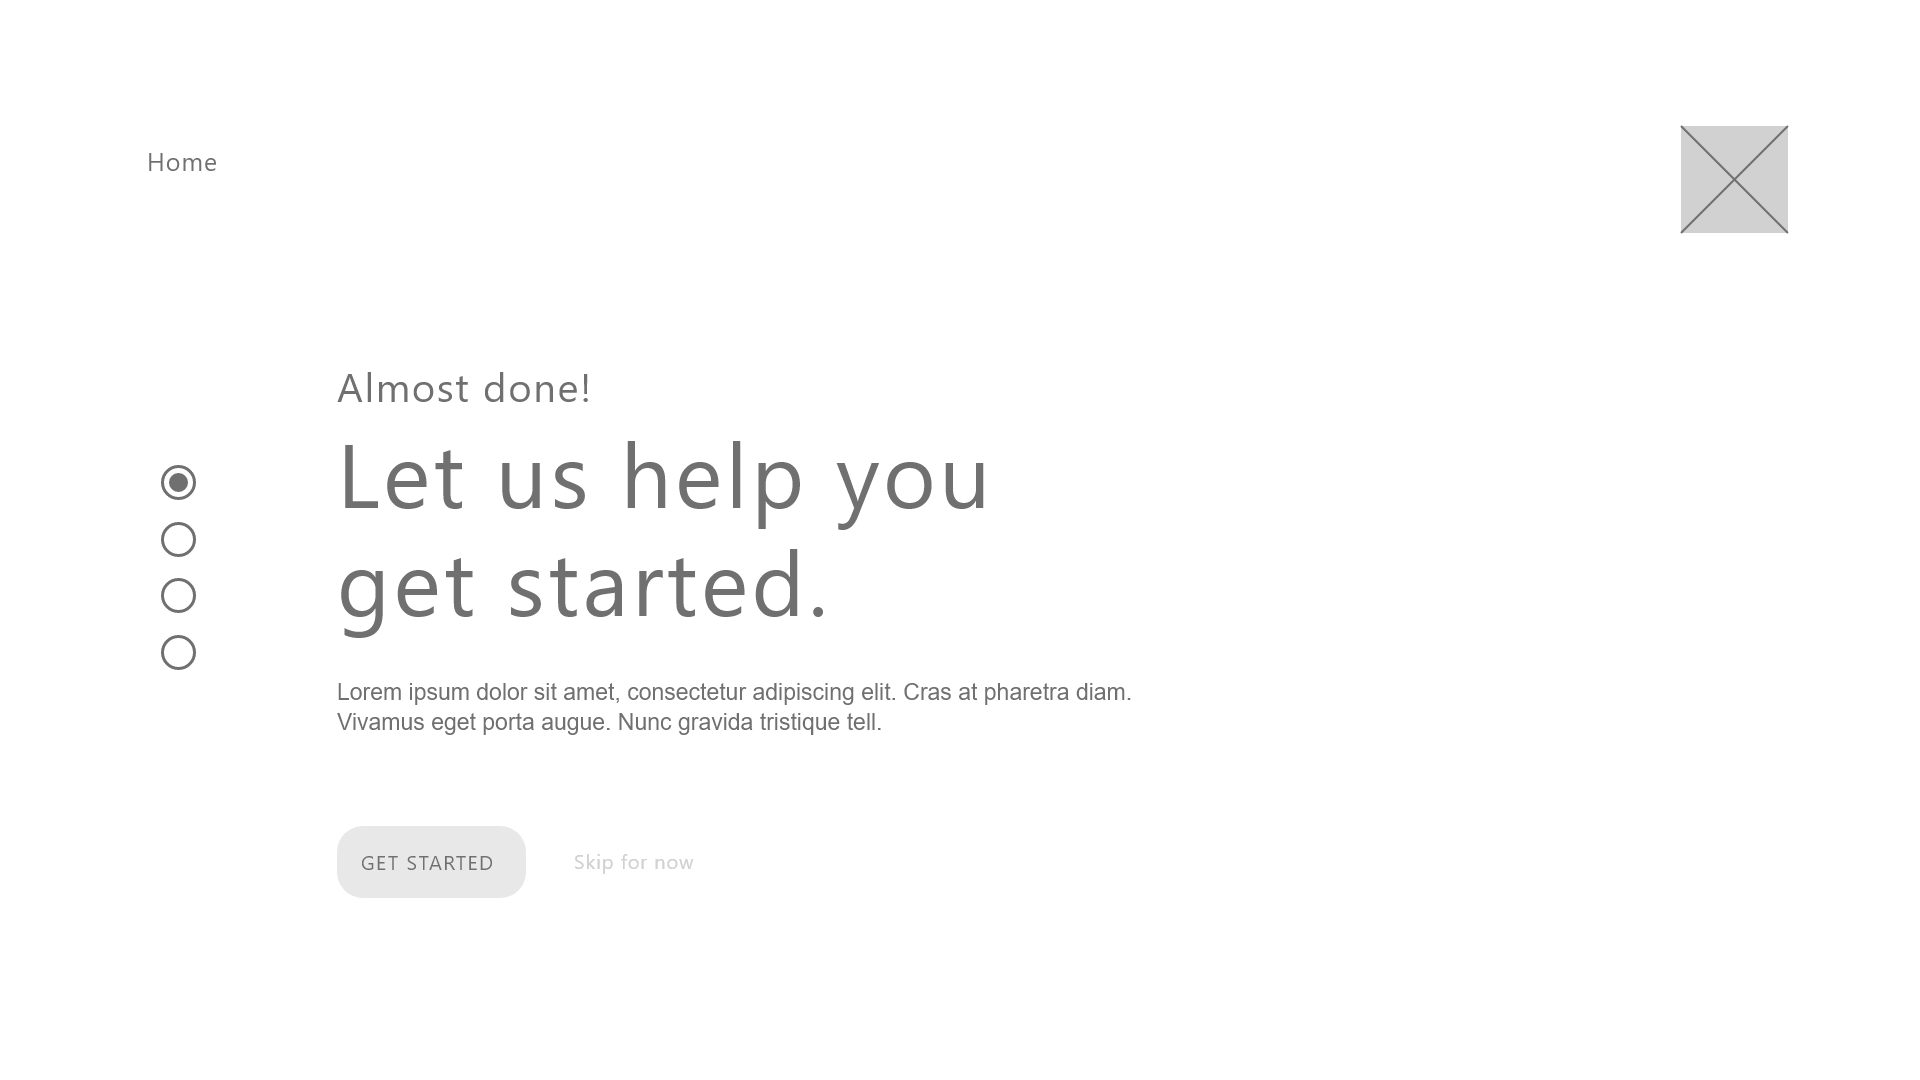 Home
Almost done!
Let us help you
get started.
Lorem ipsum dolor sit amet, consectetur adipiscing elit. Cras at pharetra diam.
Vivamus eget porta augue. Nunc gravida tristique tell.
GET STARTED
Skip for now